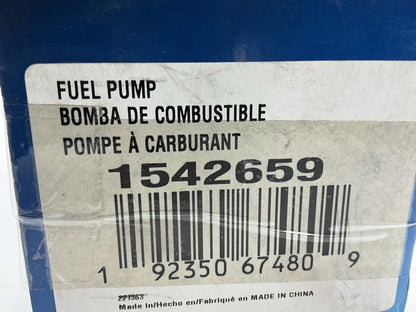 FUEL PUMP
BOMBA DE COMBUSTIBLE
POMPE À CARBURANT
1542659
1 92350 67480 9
221363
Made In/Hecho en/Fabriqué en MADE IN CHINA